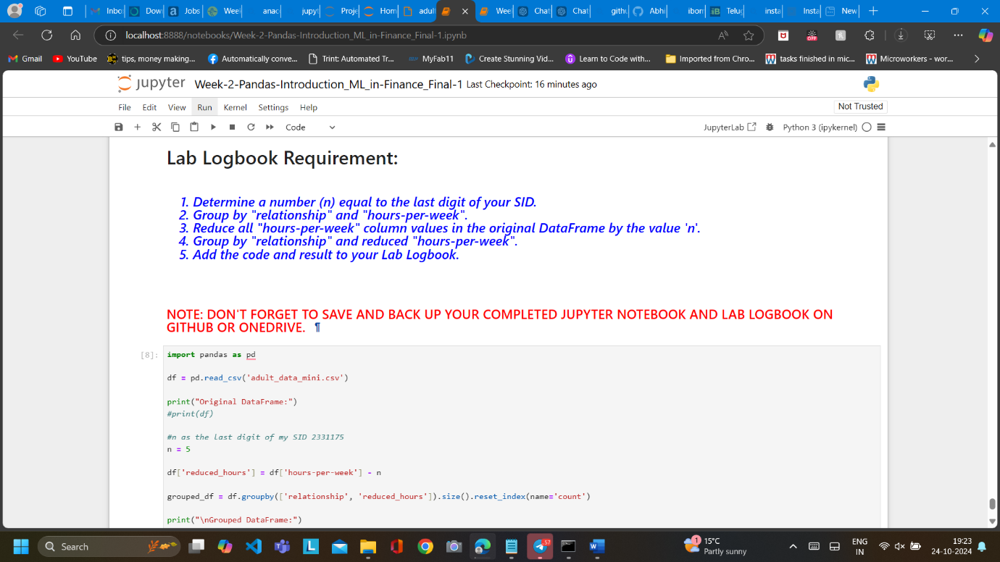 Inbo
Dow
Jobs
Weel
anac
jupyt
Proje
Hom
adul
Wee
Chat
Chat
gith
Abhi
ibom
Telug
insta
Insta
New
localhost:8888/notebooks/Week-2-Pandas-Introduction_ML_in-Finance_Final-1.ipynb
OFF
Gmail
YouTube
tips, money making...
Automatically conve...
Trint: Automated Tr...
MyFab11
Create Stunning Vid...
Learn to Code with...
Imported from Chro...
tasks finished in mic...
Microworkers - wor...
jupyter Week-2-Pandas-Introduction_ML_in-Finance_Final-1 Last Checkpoint: 16 minutes ago
File Edit View Run Kernel Settings Help
Not Trusted
Code
JupyterLab
Python 3 (ipykernel)
Lab Logbook Requirement:
1. Determine a number (n) equal to the last digit of your SID.
2. Group by "relationship" and "hours-per-week".
3. Reduce all "hours-per-week" column values in the original DataFrame by the value 'n'.
4. Group by "relationship" and reduced "hours-per-week".
5. Add the code and result to your Lab Logbook.
NOTE: DON'T FORGET TO SAVE AND BACK UP YOUR COMPLETED JUPYTER NOTEBOOK AND LAB LOGBOOK ON
GITHUB OR ONEDRIVE. ¶
[8]: import pandas as pd
df = pd.read_csv('adult_data_mini.csv')
print("Original DataFrame:")
#print(df)
#n as the last digit of my SID 2331175
n = 5
df['reduced_hours'] = df['hours-per-week'] - n
grouped_df = df.groupby(['relationship', 'reduced_hours']).size().reset_index(name='count')
print("\nGrouped DataFrame:")
Search
57
1
15°C
Partly sunny
ENG
IN
19:23
24-10-2024